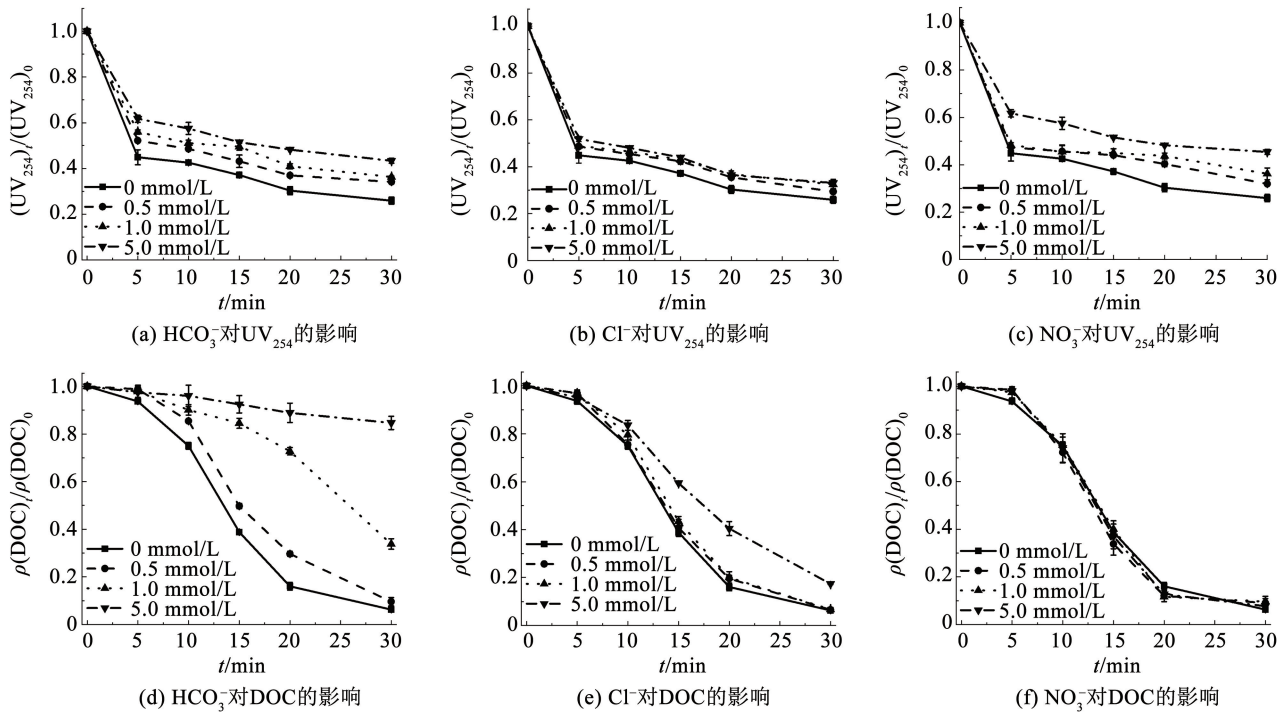 (UV254)t/(UV254)0
1.0
0.8
0.6
0.4
0.2
0
0 mmol/L
0.5 mmol/L
1.0 mmol/L
5.0 mmol/L
0 5 10 15 20 25 30
t/min
(a) HCO3−对UV254的影响
(UV254)t/(UV254)0
1.0
0.8
0.6
0.4
0.2
0
0 mmol/L
0.5 mmol/L
1.0 mmol/L
5.0 mmol/L
0 5 10 15 20 25 30
t/min
(b) Cl−对UV254的影响
(UV254)t/(UV254)0
1.0
0.8
0.6
0.4
0.2
0
0 mmol/L
0.5 mmol/L
1.0 mmol/L
5.0 mmol/L
0 5 10 15 20 25 30
t/min
(c) NO3−对UV254的影响
ρ(DOC)t/ρ(DOC)0
1.0
0.8
0.6
0.4
0.2
0
0 mmol/L
0.5 mmol/L
1.0 mmol/L
5.0 mmol/L
0 5 10 15 20 25 30
t/min
(d) HCO3−对DOC的影响
ρ(DOC)t/ρ(DOC)0
1.0
0.8
0.6
0.4
0.2
0
0 mmol/L
0.5 mmol/L
1.0 mmol/L
5.0 mmol/L
0 5 10 15 20 25 30
t/min
(e) Cl−对DOC的影响
ρ(DOC)t/ρ(DOC)0
1.0
0.8
0.6
0.4
0.2
0
0 mmol/L
0.5 mmol/L
1.0 mmol/L
5.0 mmol/L
0 5 10 15 20 25 30
t/min
(f) NO3−对DOC的影响